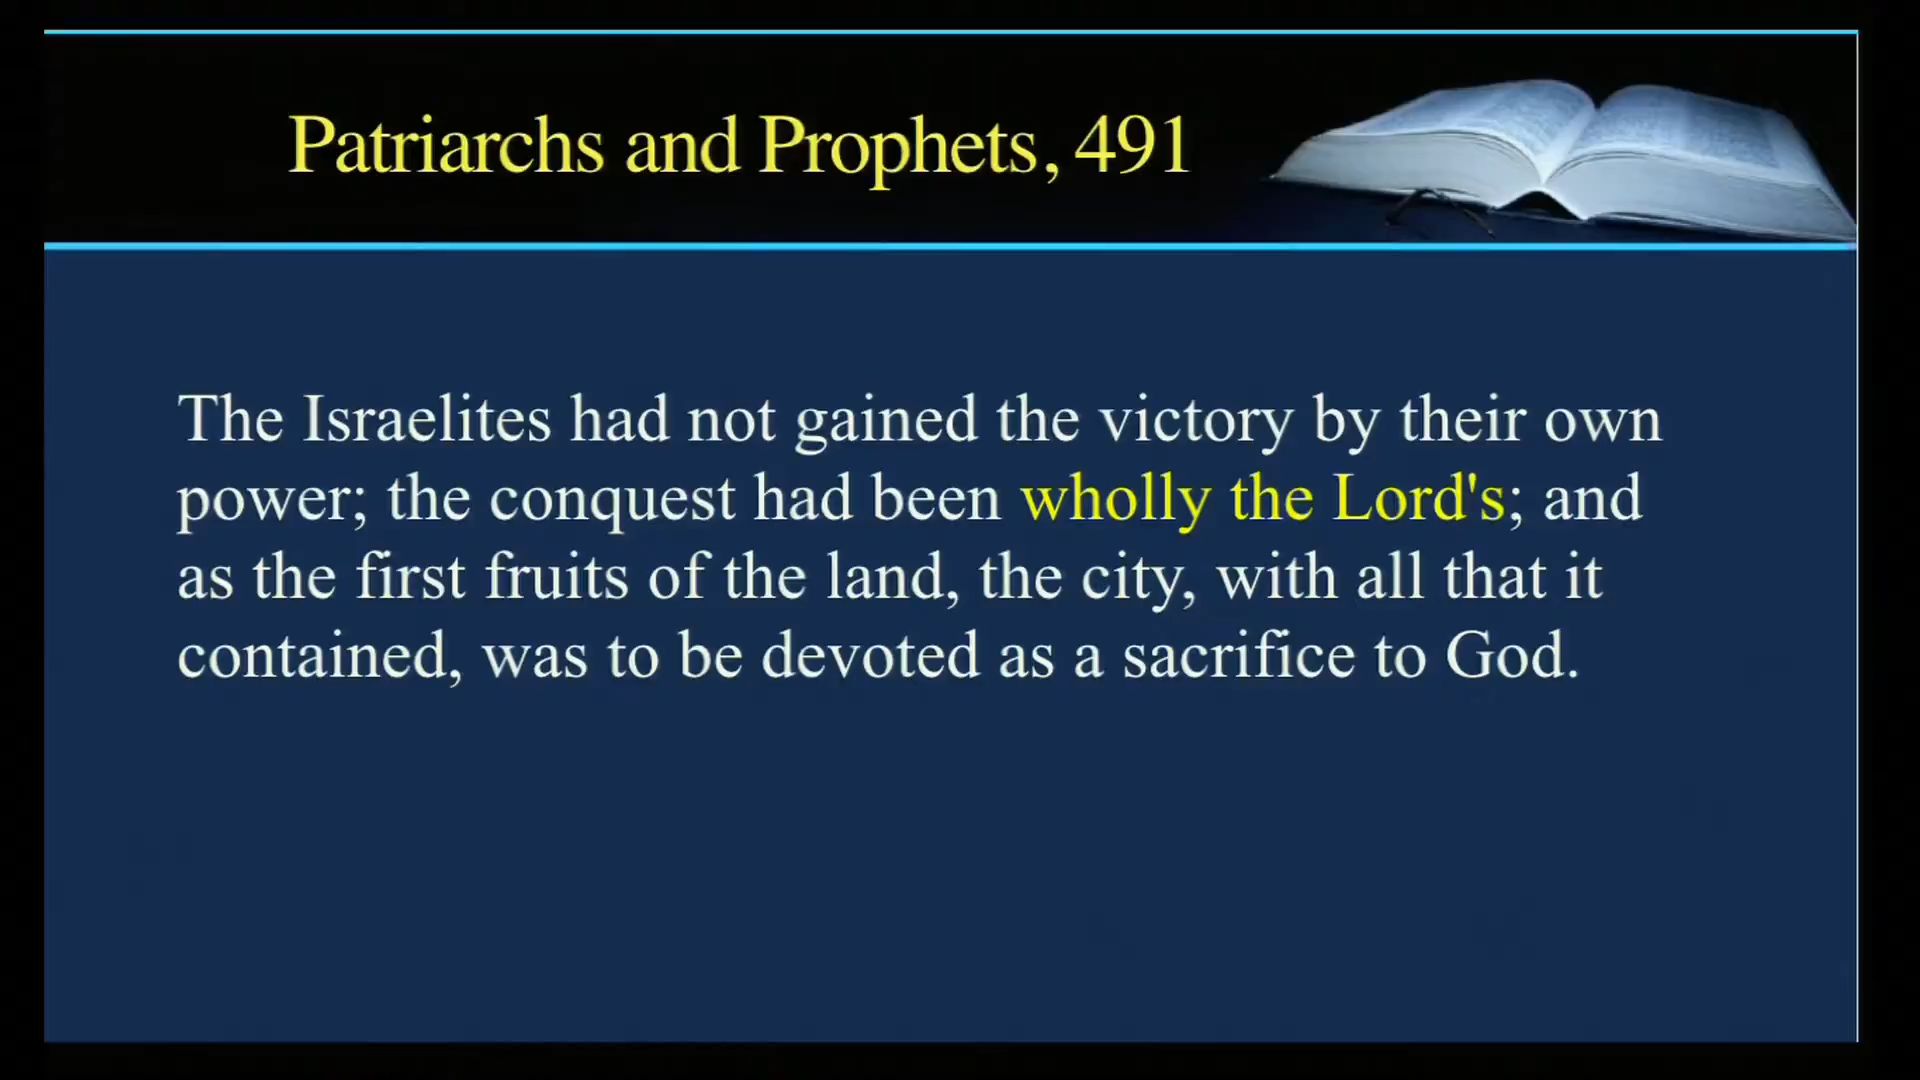 Patriarchs and Prophets, 491
The Israelites had not gained the victory by their own
power; the conquest had been wholly the Lord's; and
as the first fruits of the land, the city, with all that it
contained, was to be devoted as a sacrifice to God.